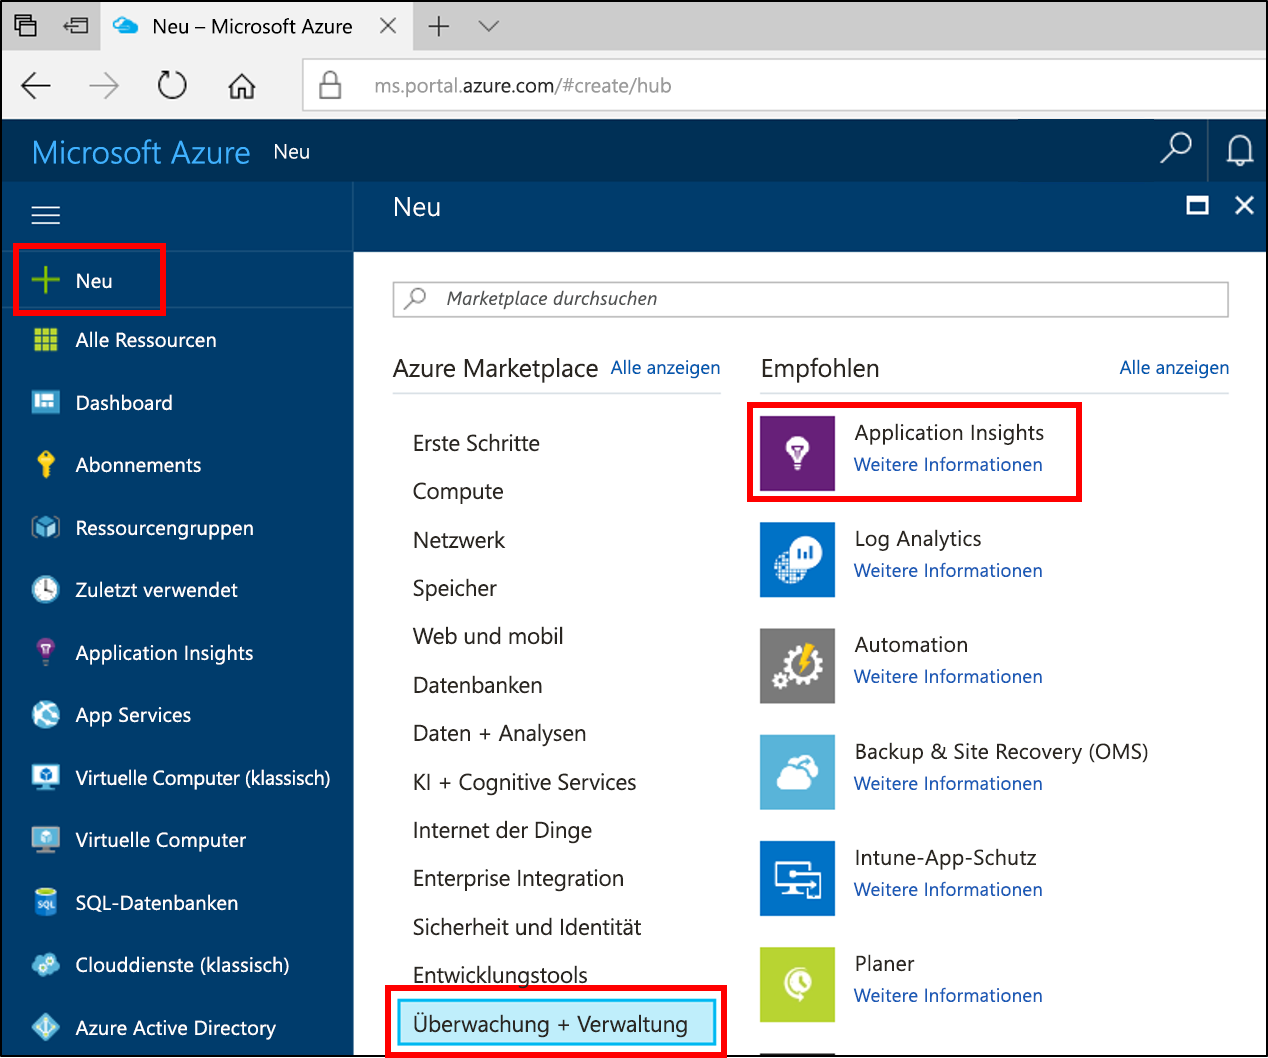 Neu – Microsoft Azure
ms.portal.azure.com/#create/hub
Microsoft Azure Neu
Neu
Neu
Alle Ressourcen
Dashboard
Abonnements
Ressourcengruppen
Zuletzt verwendet
Application Insights
App Services
Virtuelle Computer (klassisch)
Virtuelle Computer
SQL
SQL-Datenbanken
Clouddienste (klassisch)
Azure Active Directory
Marketplace durchsuchen
Azure Marketplace Alle anzeigen
Erste Schritte
Compute
Netzwerk
Speicher
Web und mobil
Datenbanken
Daten + Analysen
KI + Cognitive Services
Internet der Dinge
Enterprise Integration
Sicherheit und Identität
Entwicklungstools
Überwachung + Verwaltung
Empfohlen Alle anzeigen
Application Insights
Weitere Informationen
Log Analytics
Weitere Informationen
Automation
Weitere Informationen
Backup & Site Recovery (OMS)
Weitere Informationen
Intune-App-Schutz
Weitere Informationen
Planer
Weitere Informationen